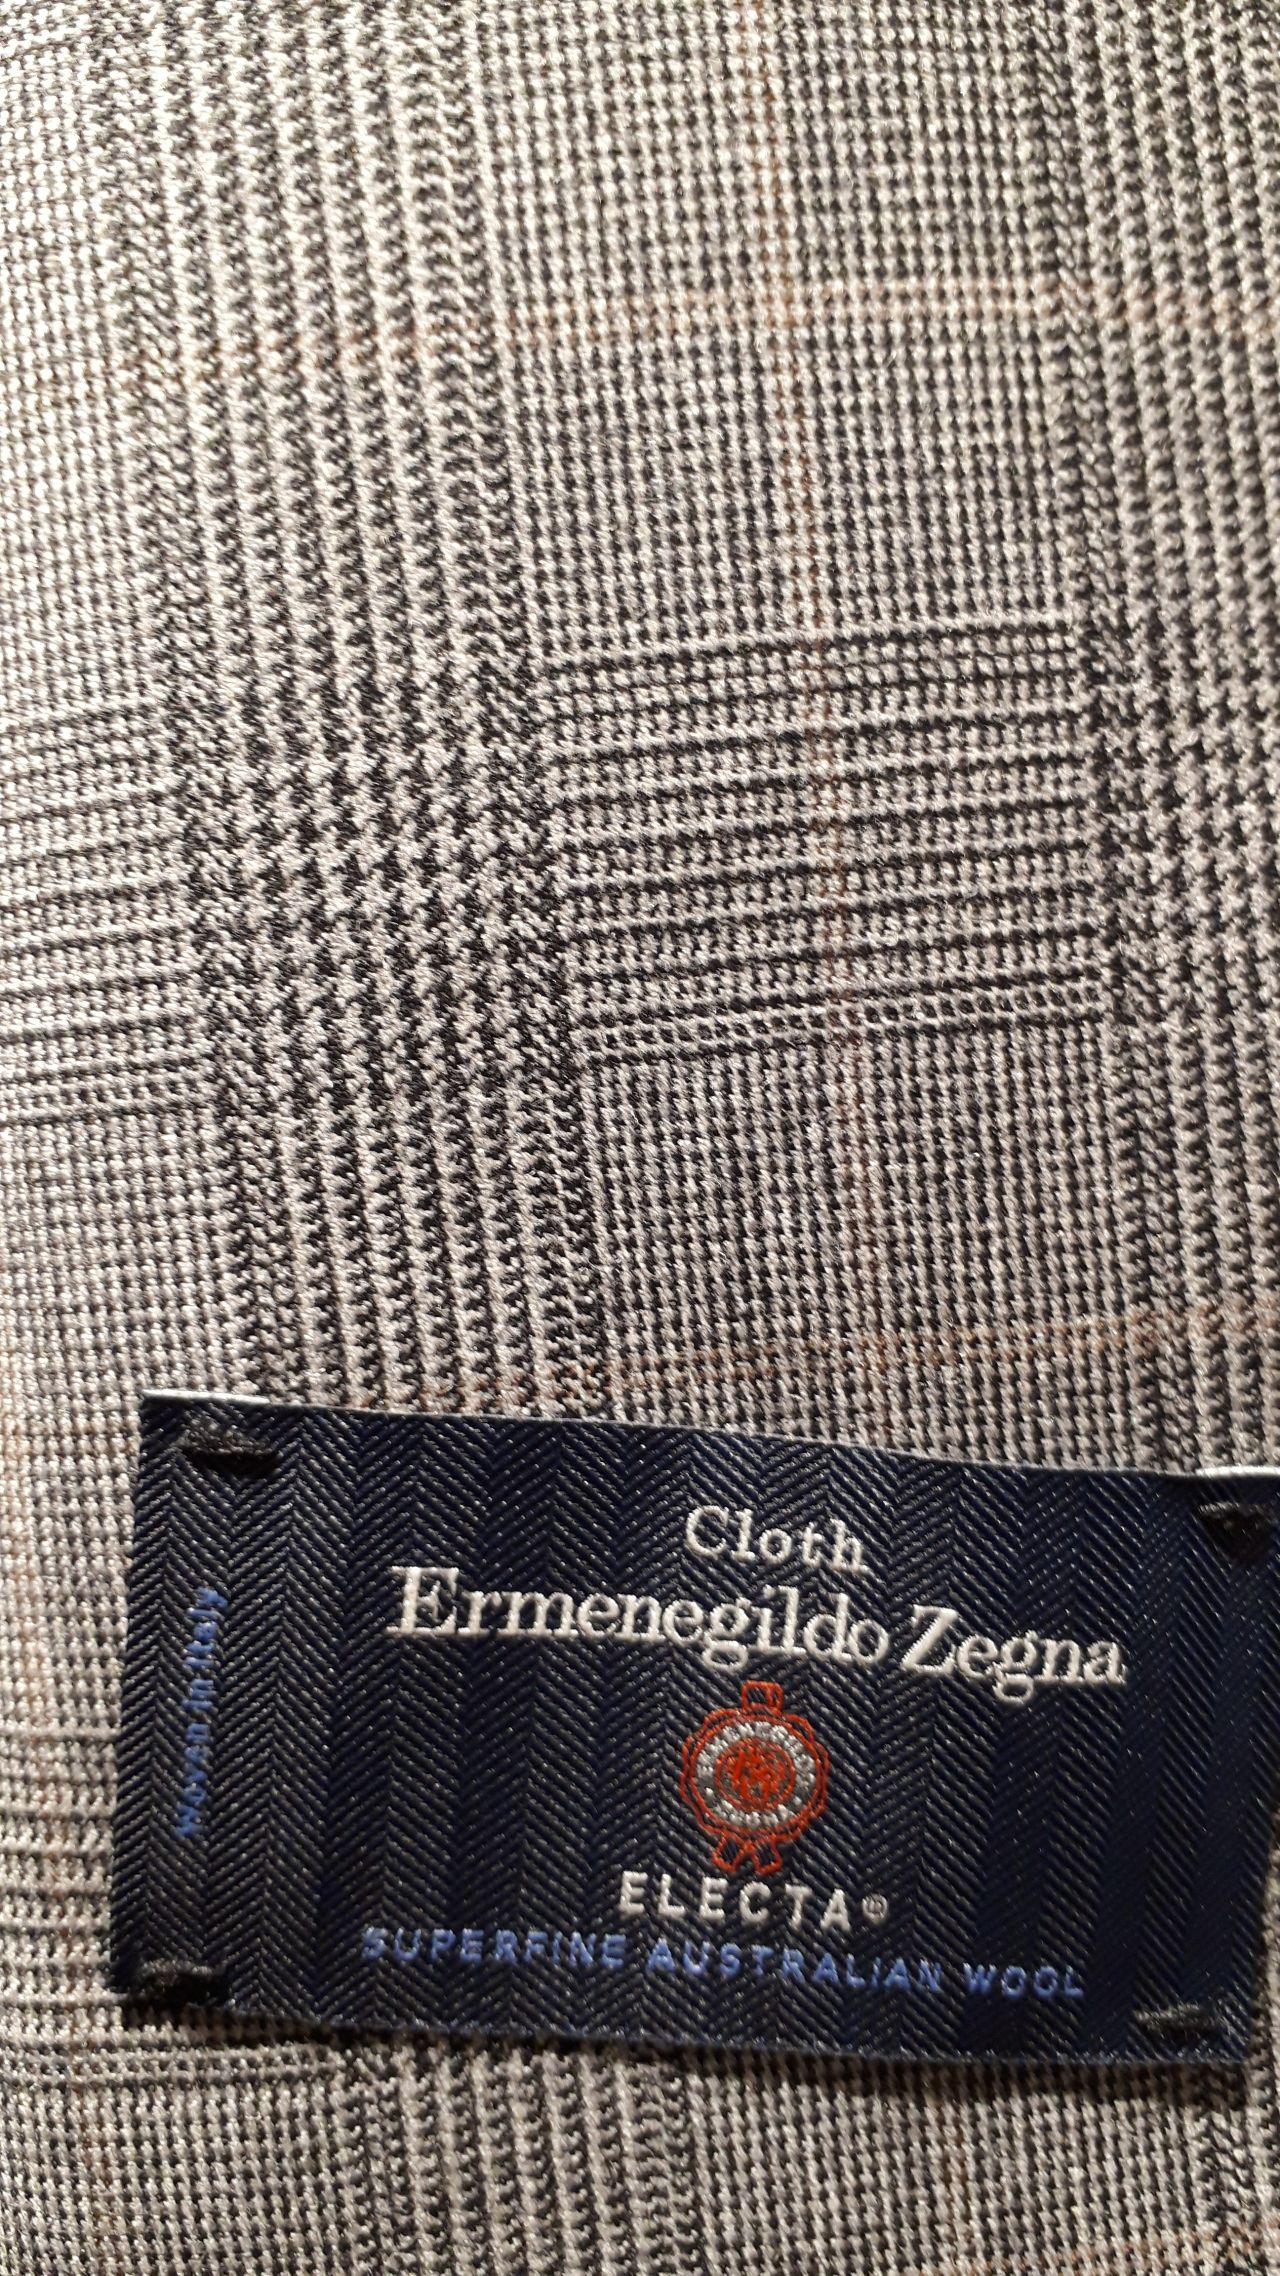 Cloth
Ermenegildo Zegna
ELECTA®
SUPERFINE AUSTRALIAN WOOL
Woven in Italy